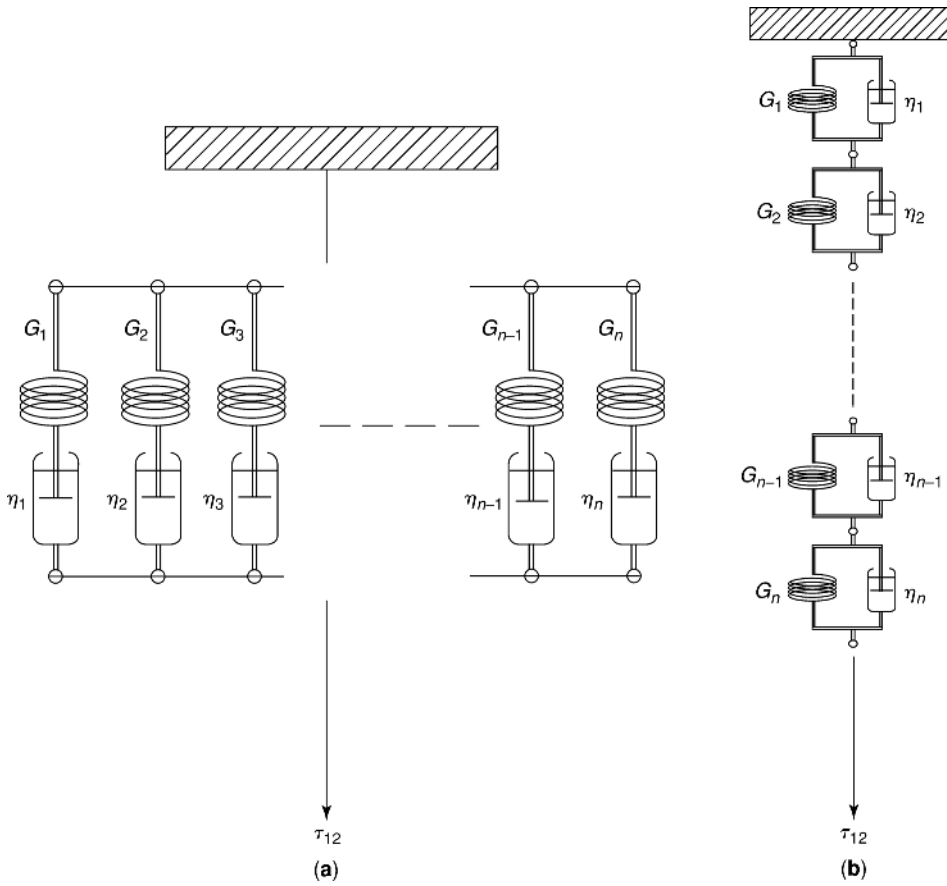 G₁ G₂ G₃ Gₙ₋₁ Gₙ
η₁ η₂ η₃ ηₙ₋₁ ηₙ
τ₁₂
(a)
G₁ η₁
G₂ η₂
Gₙ₋₁ ηₙ₋₁
Gₙ ηₙ
τ₁₂
(b)